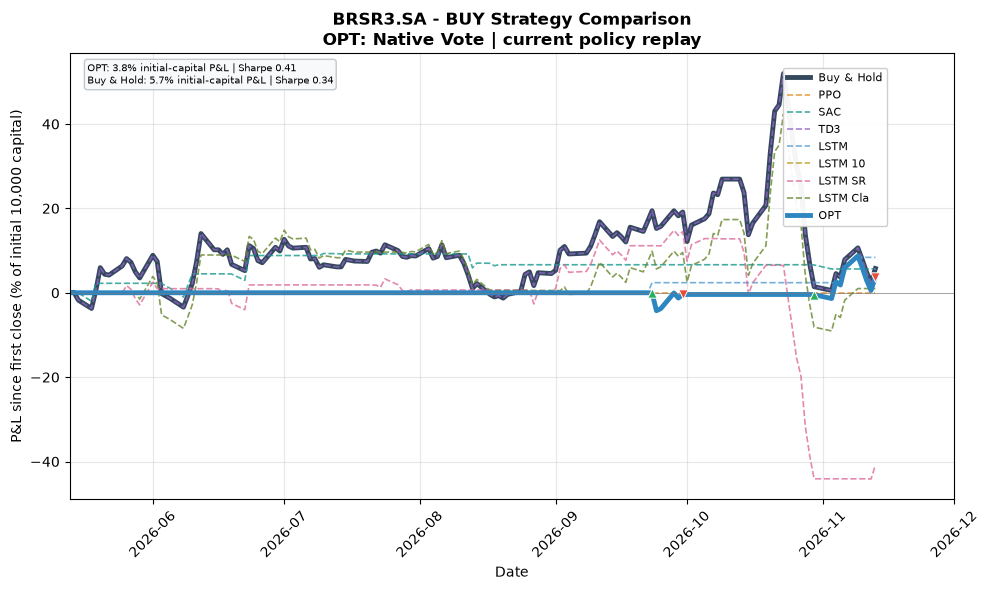 BRSR3.SA - BUY Strategy Comparison
OPT: Native Vote | current policy replay
OPT: 3.8% initial-capital P&L | Sharpe 0.41
Buy & Hold: 5.7% initial-capital P&L | Sharpe 0.34
Buy & Hold
PPO
SAC
TD3
LSTM
LSTM 10
LSTM SR
LSTM Cla
OPT
P&L since first close (% of initial 10,000 capital)
40
20
0
−20
−40
2026-06
2026-07
2026-08
2026-09
2026-10
2026-11
2026-12
Date